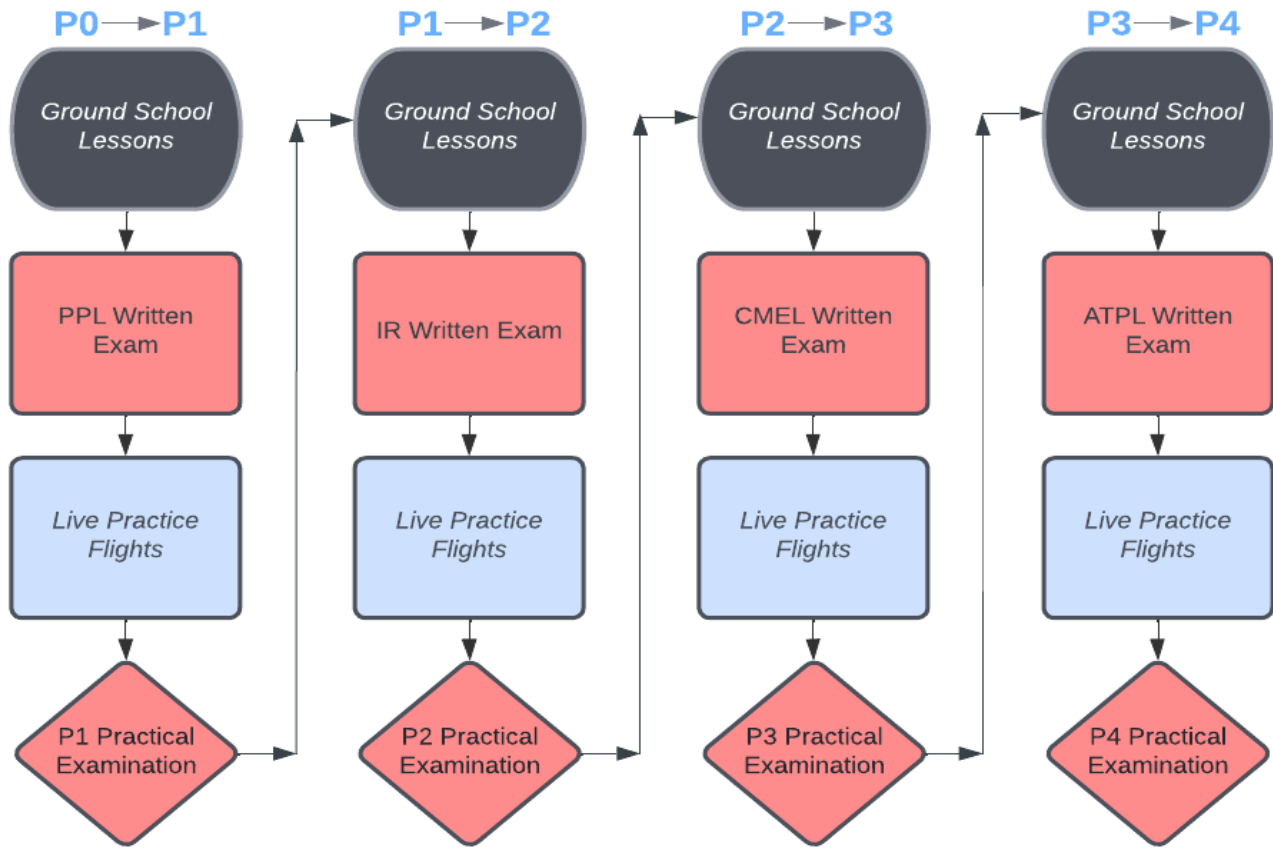 P0 → P1
Ground School
Lessons
PPL Written
Exam
Live Practice
Flights
P1 Practical
Examination
P1 → P2
Ground School
Lessons
IR Written Exam
Live Practice
Flights
P2 Practical
Examination
P2 → P3
Ground School
Lessons
CMEL Written
Exam
Live Practice
Flights
P3 Practical
Examination
P3 → P4
Ground School
Lessons
ATPL Written
Exam
Live Practice
Flights
P4 Practical
Examination